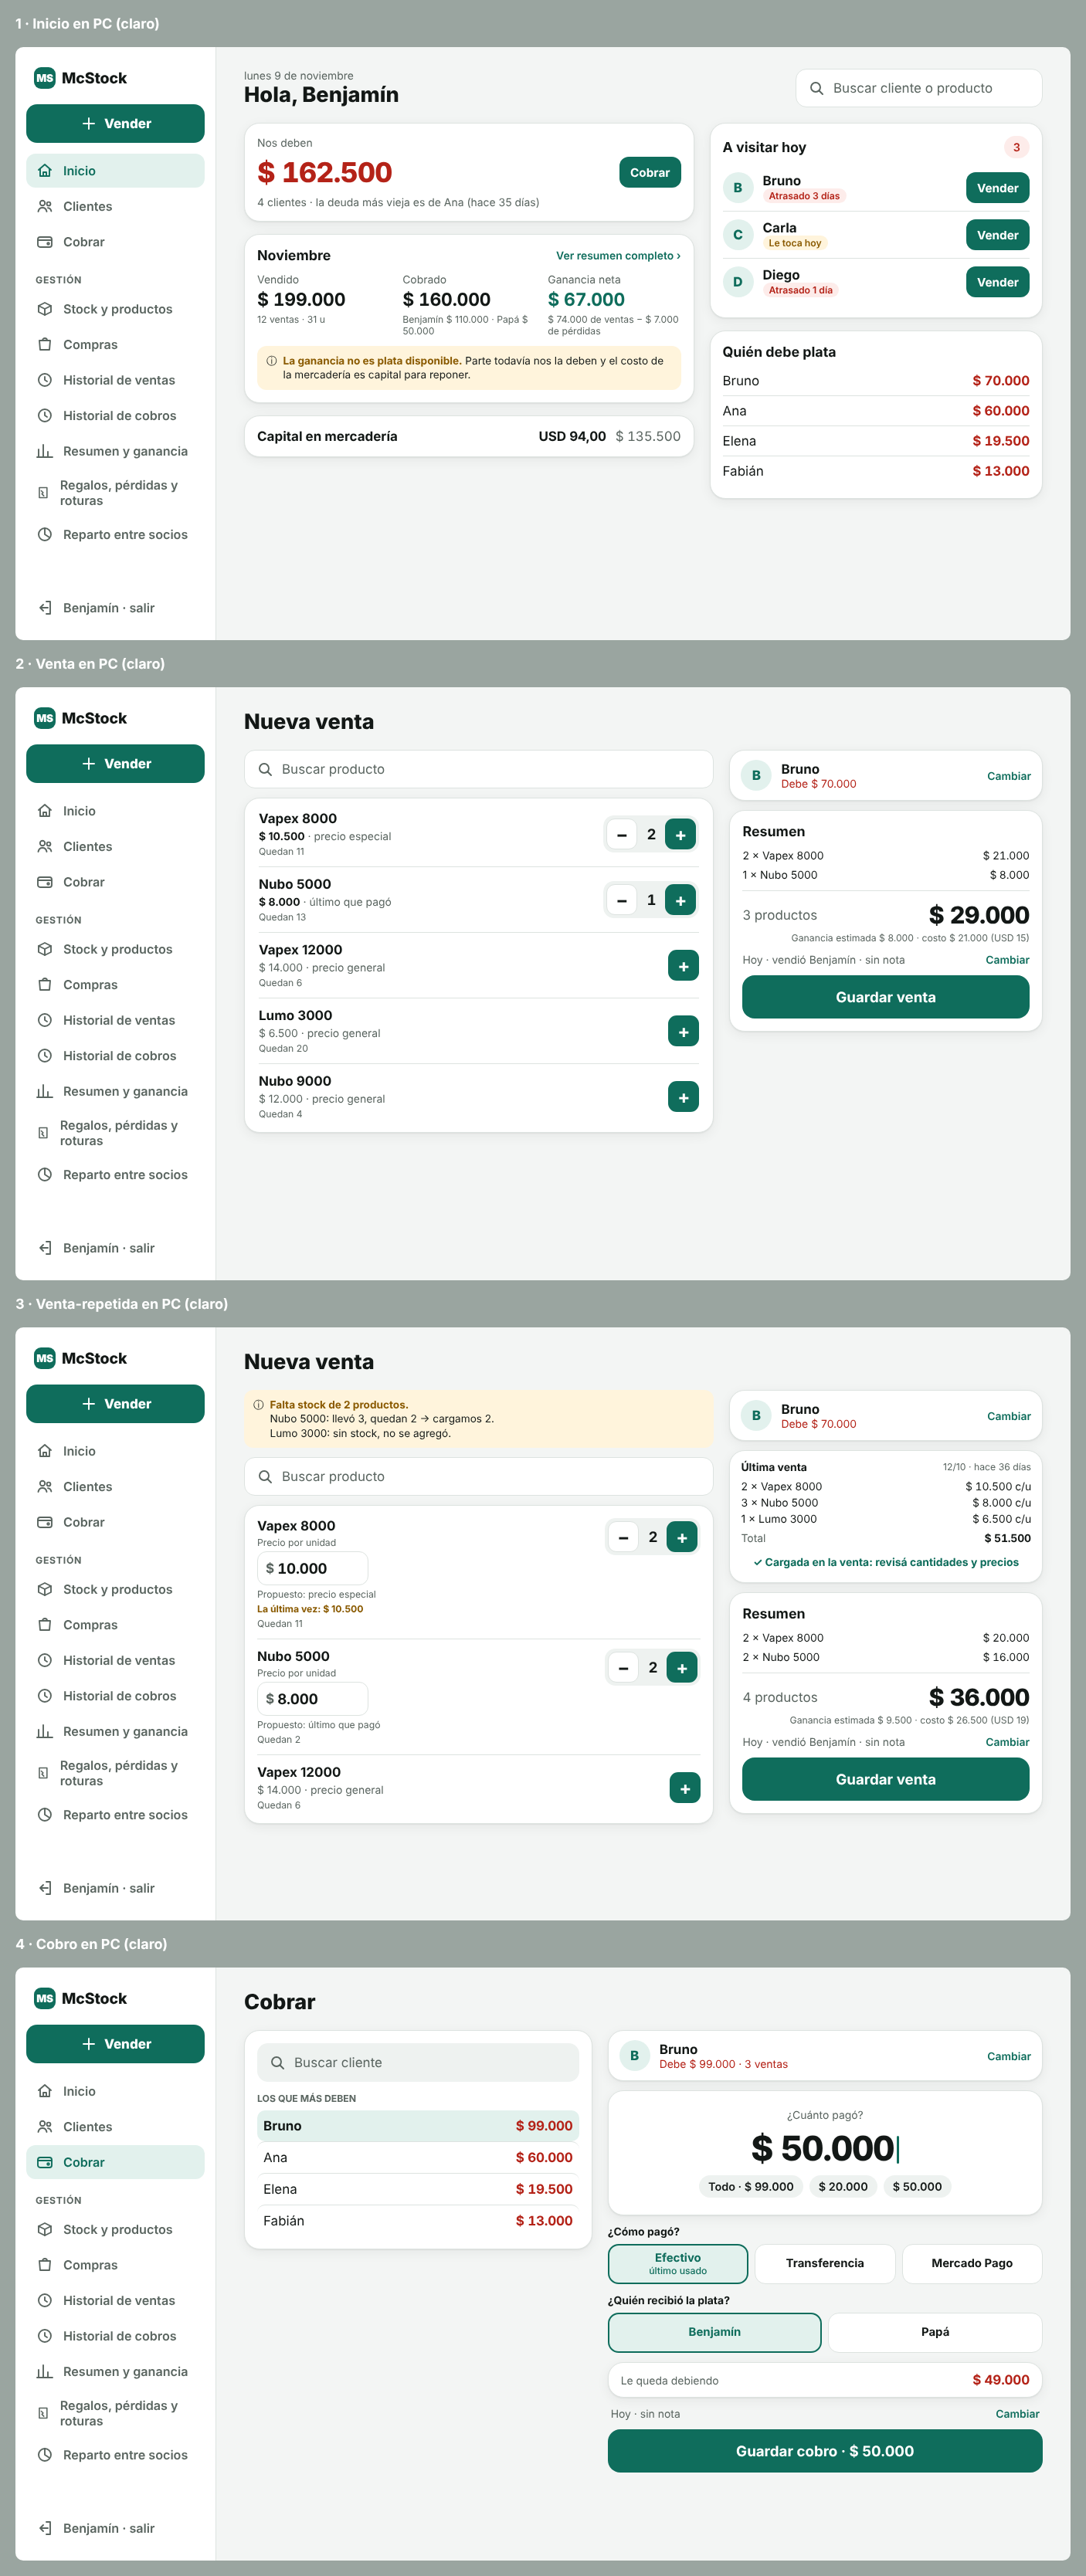 1 · Inicio en PC (claro)
MS McStock
+ Vender
Inicio
Clientes
Cobrar
GESTIÓN
Stock y productos
Compras
Historial de ventas
Historial de cobros
Resumen y ganancia
Regalos, pérdidas y
roturas
Reparto entre socios
Benjamín · salir
lunes 9 de noviembre
Hola, Benjamín
Buscar cliente o producto
Nos deben
$ 162.500
Cobrar
4 clientes · la deuda más vieja es de Ana (hace 35 días)
Noviembre
Ver resumen completo ›
Vendido
$ 199.000
12 ventas · 31 u
Cobrado
$ 160.000
Benjamín $ 110.000 · Papá $
50.000
Ganancia neta
$ 67.000
$ 74.000 de ventas − $ 7.000
de pérdidas
La ganancia no es plata disponible. Parte todavía nos la deben y el costo de
la mercadería es capital para reponer.
Capital en mercadería
USD 94,00 $ 135.500
A visitar hoy
3
B
Bruno
Atrasado 3 días
Vender
C
Carla
Le toca hoy
Vender
D
Diego
Atrasado 1 día
Vender
Quién debe plata
Bruno $ 70.000
Ana $ 60.000
Elena $ 19.500
Fabián $ 13.000
2 · Venta en PC (claro)
MS McStock
+ Vender
Inicio
Clientes
Cobrar
GESTIÓN
Stock y productos
Compras
Historial de ventas
Historial de cobros
Resumen y ganancia
Regalos, pérdidas y
roturas
Reparto entre socios
Benjamín · salir
Nueva venta
Buscar producto
Vapex 8000
$ 10.500 · precio especial
Quedan 11
− 2 +
Nubo 5000
$ 8.000 · último que pagó
Quedan 13
− 1 +
Vapex 12000
$ 14.000 · precio general
Quedan 6
+
Lumo 3000
$ 6.500 · precio general
Quedan 20
+
Nubo 9000
$ 12.000 · precio general
Quedan 4
+
B
Bruno
Debe $ 70.000
Cambiar
Resumen
2 × Vapex 8000 $ 21.000
1 × Nubo 5000 $ 8.000
3 productos $ 29.000
Ganancia estimada $ 8.000 · costo $ 21.000 (USD 15)
Hoy · vendió Benjamín · sin nota Cambiar
Guardar venta
3 · Venta-repetida en PC (claro)
MS McStock
+ Vender
Inicio
Clientes
Cobrar
GESTIÓN
Stock y productos
Compras
Historial de ventas
Historial de cobros
Resumen y ganancia
Regalos, pérdidas y
roturas
Reparto entre socios
Benjamín · salir
Nueva venta
Falta stock de 2 productos.
Nubo 5000: llevó 3, quedan 2 → cargamos 2.
Lumo 3000: sin stock, no se agregó.
Buscar producto
Vapex 8000
Precio por unidad
$ 10.000
Propuesto: precio especial
La última vez: $ 10.500
Quedan 11
− 2 +
Nubo 5000
Precio por unidad
$ 8.000
Propuesto: último que pagó
Quedan 2
− 2 +
Vapex 12000
$ 14.000 · precio general
Quedan 6
+
B
Bruno
Debe $ 70.000
Cambiar
Última venta 12/10 · hace 36 días
2 × Vapex 8000 $ 10.500 c/u
3 × Nubo 5000 $ 8.000 c/u
1 × Lumo 3000 $ 6.500 c/u
Total $ 51.500
✓ Cargada en la venta: revisá cantidades y precios
Resumen
2 × Vapex 8000 $ 20.000
2 × Nubo 5000 $ 16.000
4 productos $ 36.000
Ganancia estimada $ 9.500 · costo $ 26.500 (USD 19)
Hoy · vendió Benjamín · sin nota Cambiar
Guardar venta
4 · Cobro en PC (claro)
MS McStock
+ Vender
Inicio
Clientes
Cobrar
GESTIÓN
Stock y productos
Compras
Historial de ventas
Historial de cobros
Resumen y ganancia
Regalos, pérdidas y
roturas
Reparto entre socios
Benjamín · salir
Cobrar
Buscar cliente
LOS QUE MÁS DEBEN
Bruno $ 99.000
Ana $ 60.000
Elena $ 19.500
Fabián $ 13.000
B
Bruno
Debe $ 99.000 · 3 ventas
Cambiar
¿Cuánto pagó?
$ 50.000
Todo · $ 99.000 $ 20.000 $ 50.000
¿Cómo pagó?
Efectivo
último usado
Transferencia
Mercado Pago
¿Quién recibió la plata?
Benjamín
Papá
Le queda debiendo $ 49.000
Hoy · sin nota Cambiar
Guardar cobro · $ 50.000